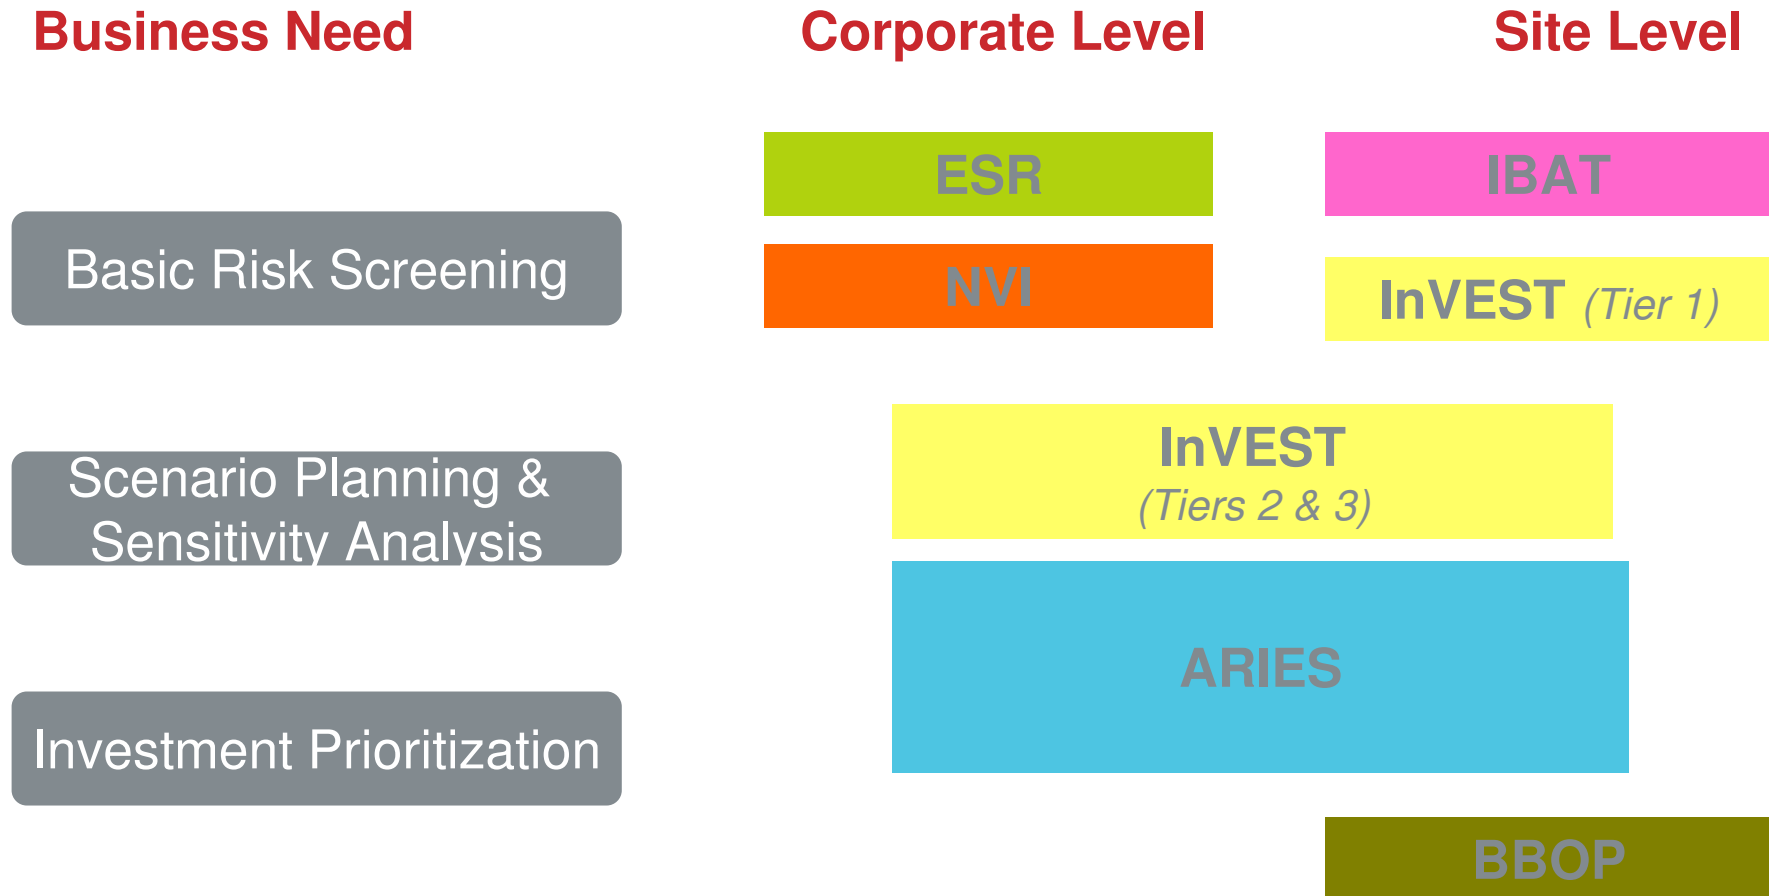 Business Need
Corporate Level
Site Level
ESR
IBAT
Basic Risk Screening
NVI
InVEST (Tier 1)
Scenario Planning &
Sensitivity Analysis
InVEST
(Tiers 2 & 3)
ARIES
Investment Prioritization
BBOP